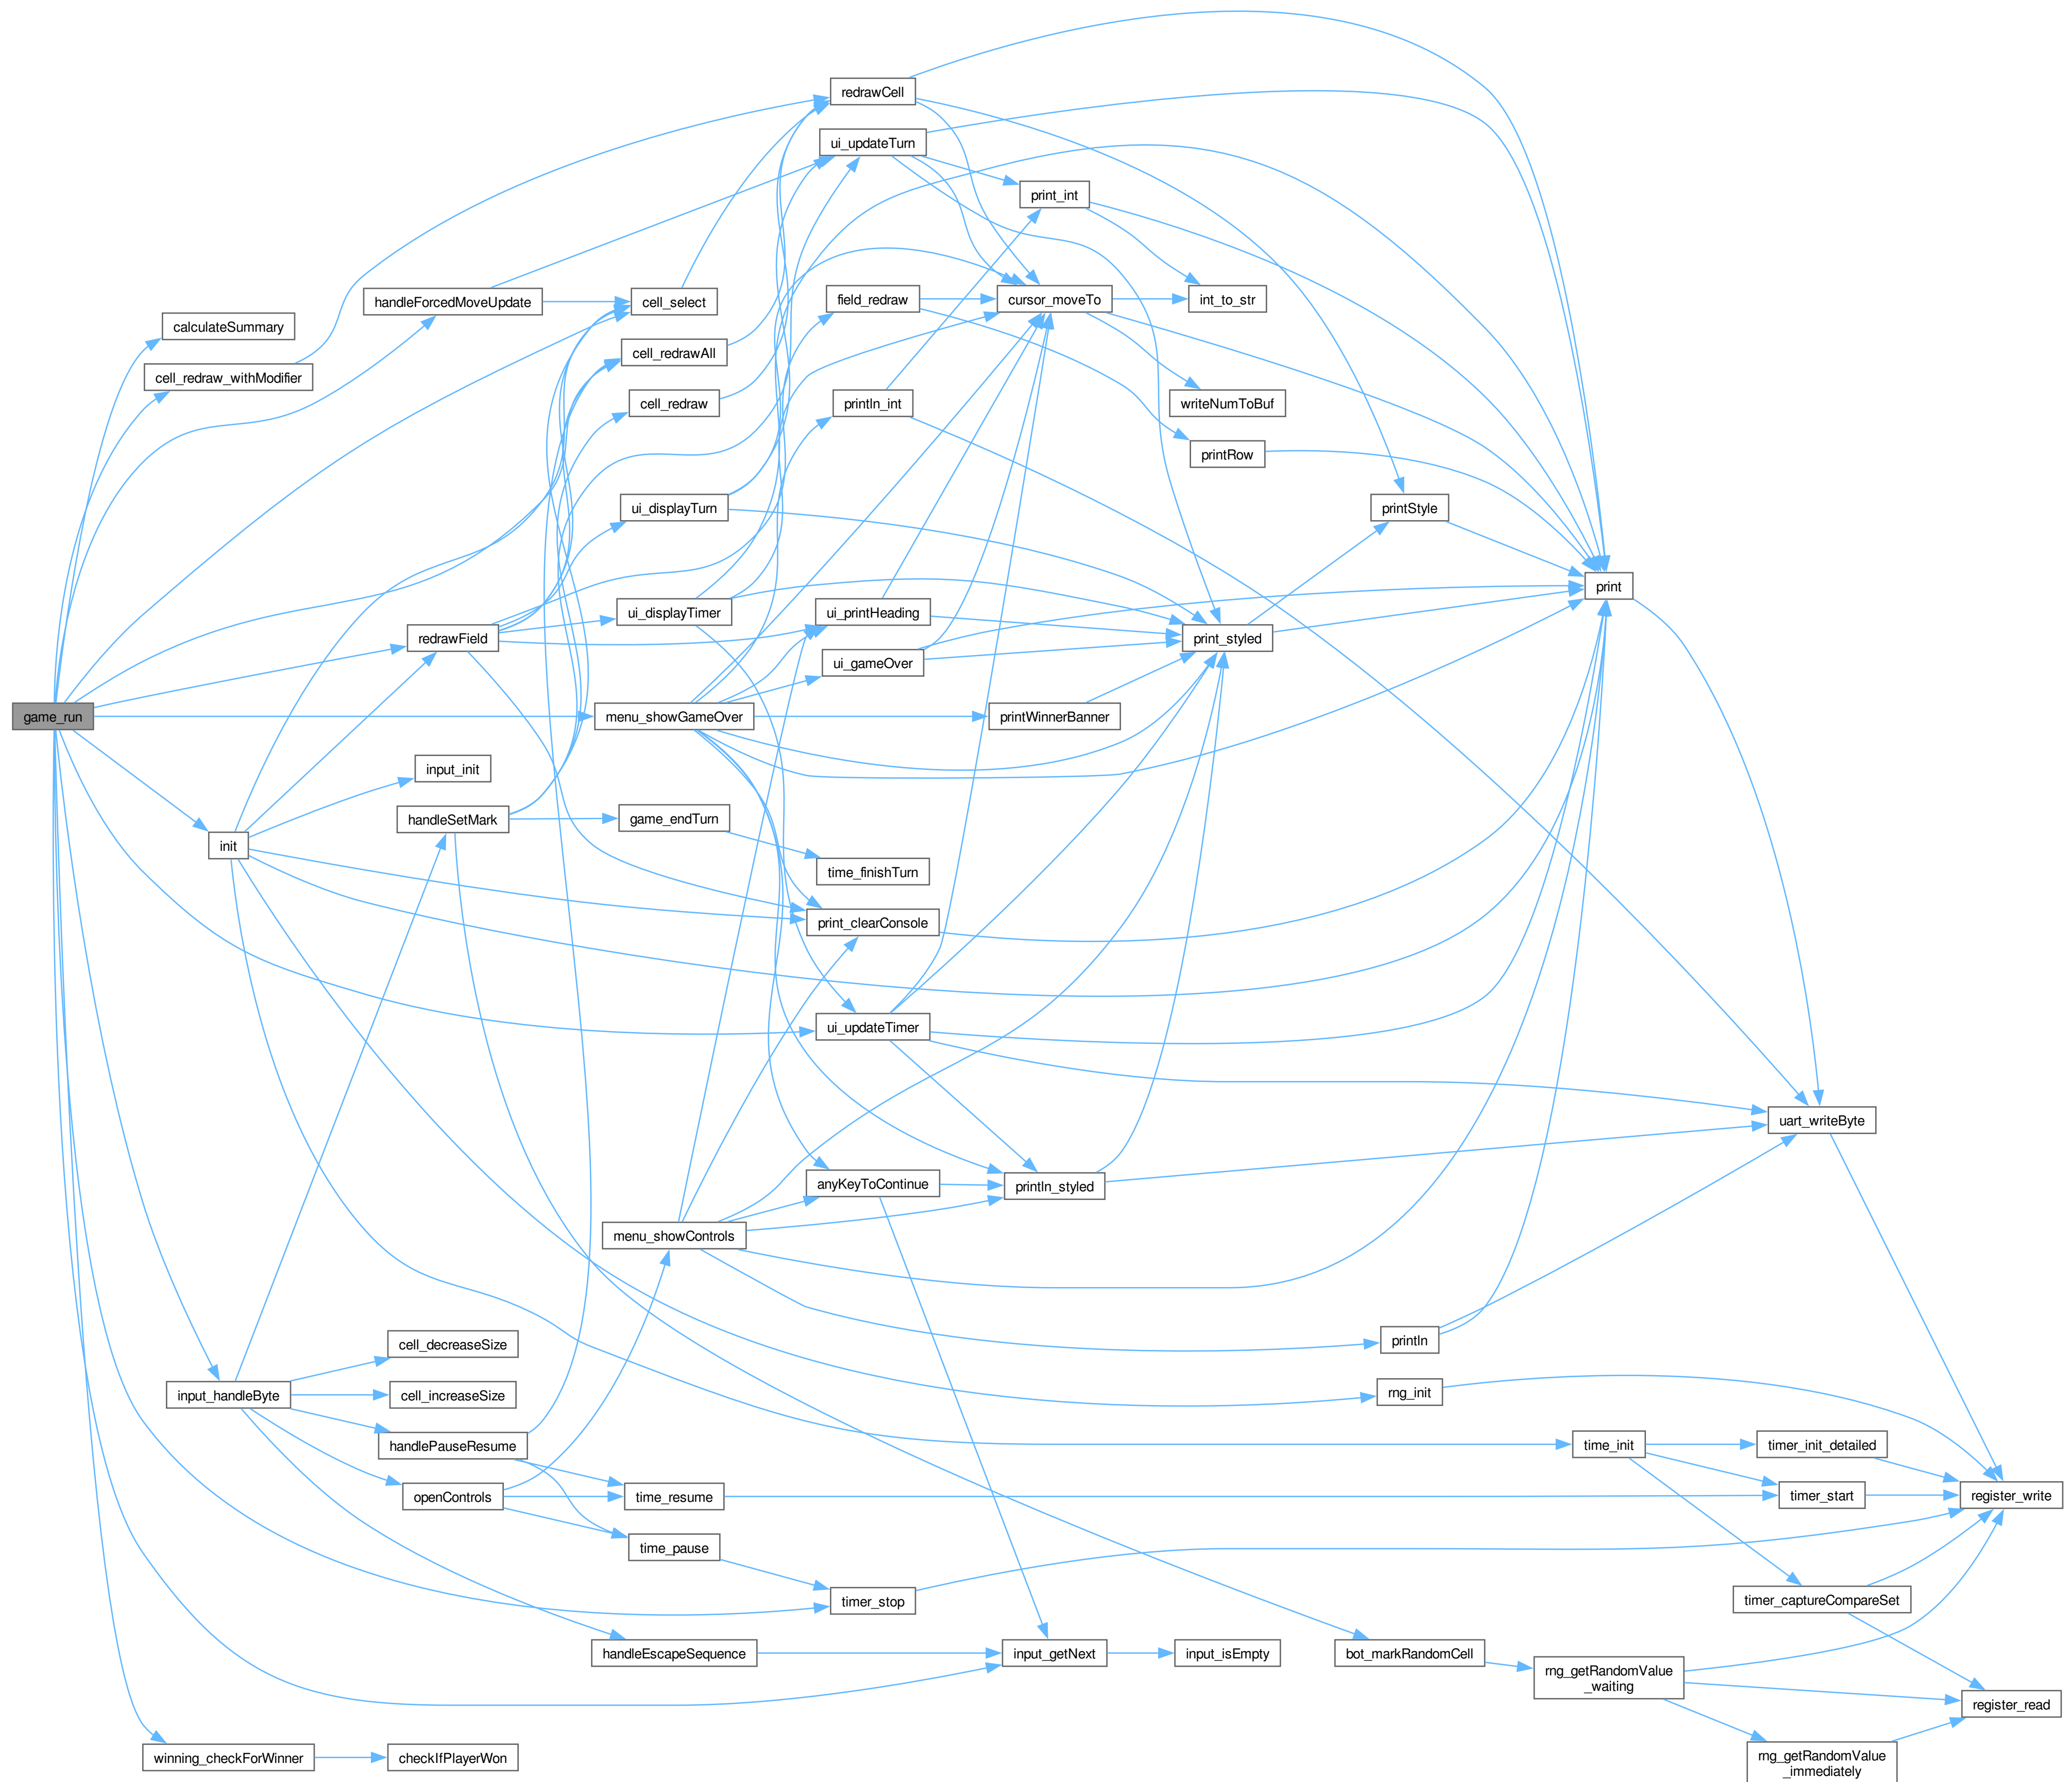 redrawCell
ui_updateTurn
print_int
handleForcedMoveUpdate
cell_select
field_redraw
cursor_moveTo
int_to_str
calculateSummary
cell_redrawAll
cell_redraw_withModifier
cell_redraw
println_int
writeNumToBuf
printRow
ui_displayTurn
printStyle
print
redrawField
ui_displayTimer
ui_printHeading
print_styled
ui_gameOver
game_run
menu_showGameOver
printWinnerBanner
input_init
handleSetMark
game_endTurn
init
time_finishTurn
print_clearConsole
ui_updateTimer
uart_writeByte
anyKeyToContinue
println_styled
menu_showControls
cell_decreaseSize
println
input_handleByte
cell_increaseSize
rng_init
handlePauseResume
time_init
timer_init_detailed
openControls
time_resume
timer_start
register_write
time_pause
timer_stop
timer_captureCompareSet
handleEscapeSequence
input_getNext
input_isEmpty
bot_markRandomCell
rng_getRandomValue
_waiting
register_read
winning_checkForWinner
checkIfPlayerWon
rng_getRandomValue
_immediately